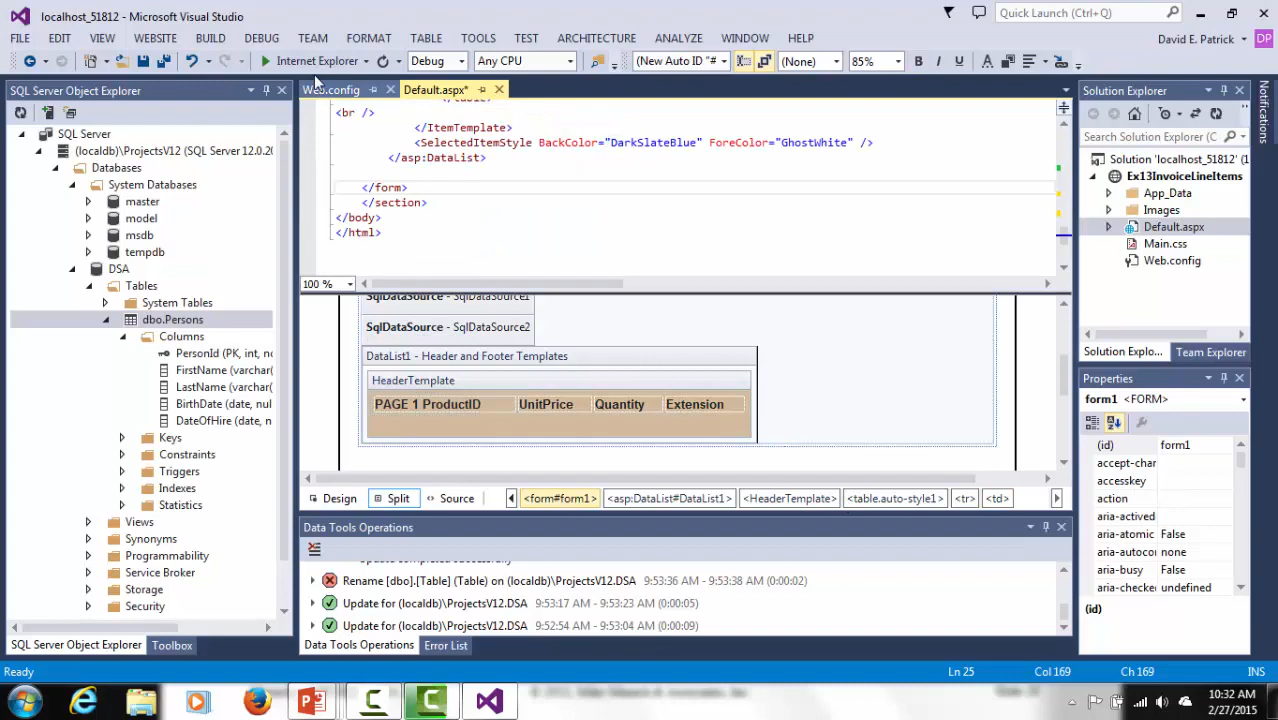 localhost_51812 - Microsoft Visual Studio
Quick Launch (Ctrl+Q)
FILE EDIT VIEW WEBSITE BUILD DEBUG TEAM FORMAT TABLE TOOLS TEST ARCHITECTURE ANALYZE WINDOW HELP
David E. Patrick DP
Internet Explorer Debug Any CPU (New Auto ID "# (None) 85% B I U A
SQL Server Object Explorer
SQL Server
(localdb)\ProjectsV12 (SQL Server 12.0.20
Databases
System Databases
master
model
msdb
tempdb
DSA
Tables
System Tables
dbo.Persons
Columns
PersonId (PK, int, no
FirstName (varchar(
LastName (varchar(
BirthDate (date, nul
DateOfHire (date, n
Keys
Constraints
Triggers
Indexes
Statistics
Views
Synonyms
Programmability
Service Broker
Storage
Security
SQL Server Object Explorer Toolbox
Web.config Default.aspx*
<br />
</ItemTemplate>
<SelectedItemStyle BackColor="DarkSlateBlue" ForeColor="GhostWhite" />
</asp:DataList>
</form>
</section>
</body>
</html>
100 %
SqlDataSource - SqlDataSource1
SqlDataSource - SqlDataSource2
DataList1 - Header and Footer Templates
HeaderTemplate
PAGE 1 ProductID UnitPrice Quantity Extension
Design Split Source <form#form1> <asp:DataList#DataList1> <HeaderTemplate> <table.auto-style1> <tr> <td>
Data Tools Operations
Update completed successfully
Rename [dbo].[Table] (Table) on (localdb)\ProjectsV12.DSA 9:53:36 AM - 9:53:38 AM (0:00:02)
Update for (localdb)\ProjectsV12.DSA 9:53:17 AM - 9:53:23 AM (0:00:05)
Update for (localdb)\ProjectsV12.DSA 9:52:54 AM - 9:53:04 AM (0:00:09)
Data Tools Operations Error List
Notifications
Solution Explorer
Search Solution Explorer (Ctrl
Solution 'localhost_51812' (1
Ex13InvoiceLineItems
App_Data
Images
Default.aspx
Main.css
Web.config
Solution Explo... Team Explorer
Properties
form1 <FORM>
(id) form1
accept-char
accesskey
action
aria-actived
aria-atomic False
aria-autocor none
aria-busy False
aria-checked undefined
(id)
Ready Ln 25 Col 169 Ch 169 INS
10:32 AM
2/27/2015